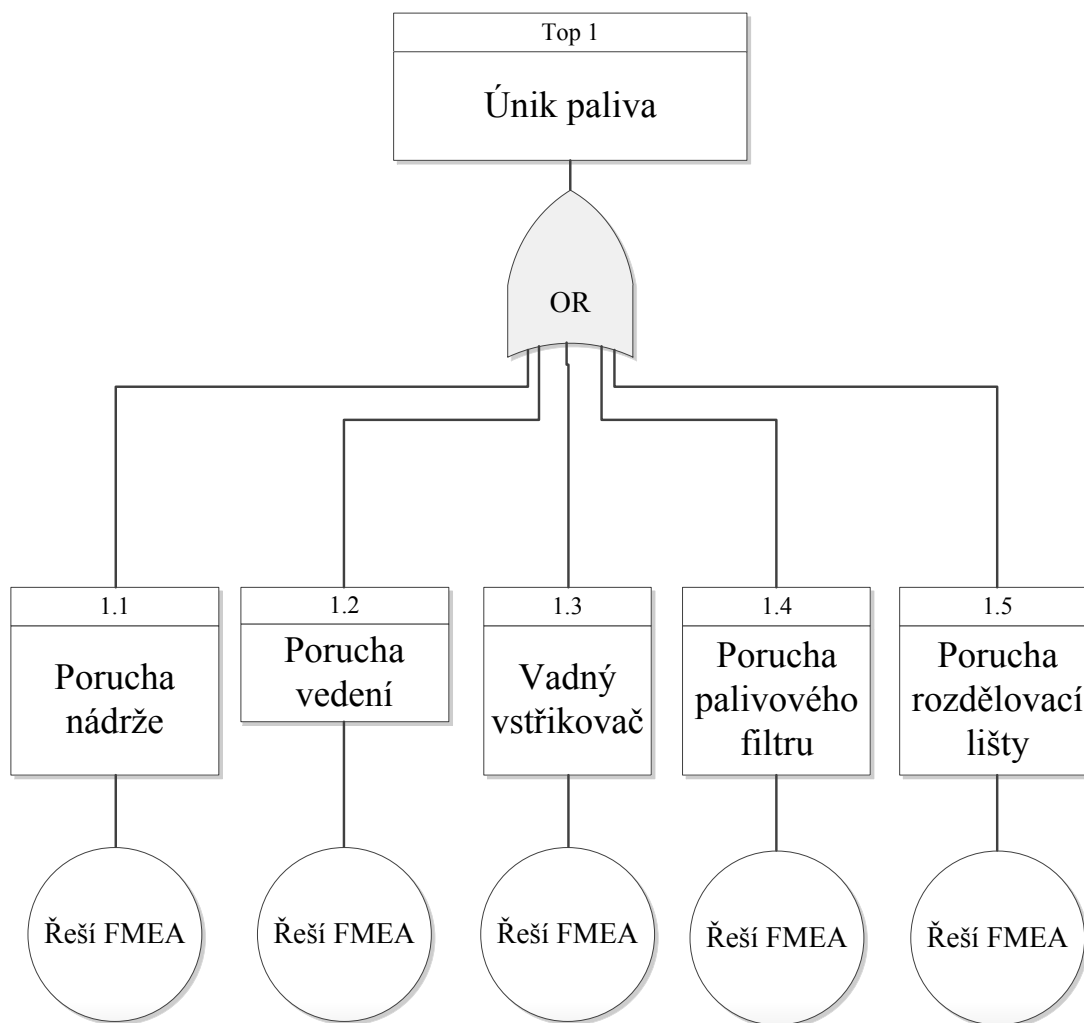 Top 1
Únik paliva
OR
1.1
Porucha
nádrže
1.2
Porucha
vedení
1.3
Vadný
vstřikovač
1.4
Porucha
palivového
filtru
1.5
Porucha
rozdělovací
lišty
Řeší FMEA
Řeší FMEA
Řeší FMEA
Řeší FMEA
Řeší FMEA